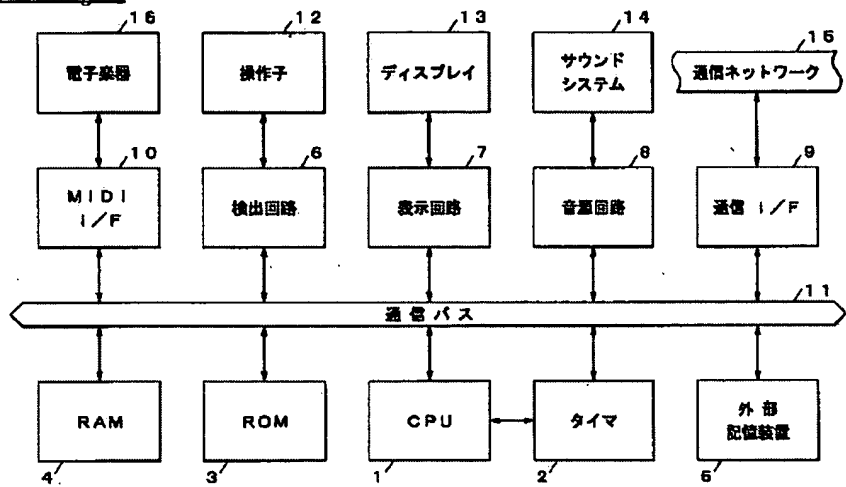 16
12
13
14
15
電子楽器
操作子
ディスプレイ
サウンド
システム
通信ネットワーク
10
6
7
8
9
MIDI
I/F
検出回路
表示回路
音源回路
通信 I/F
11
通信バス
RAM
ROM
CPU
タイマ
外部
記憶装置
4
3
1
2
5